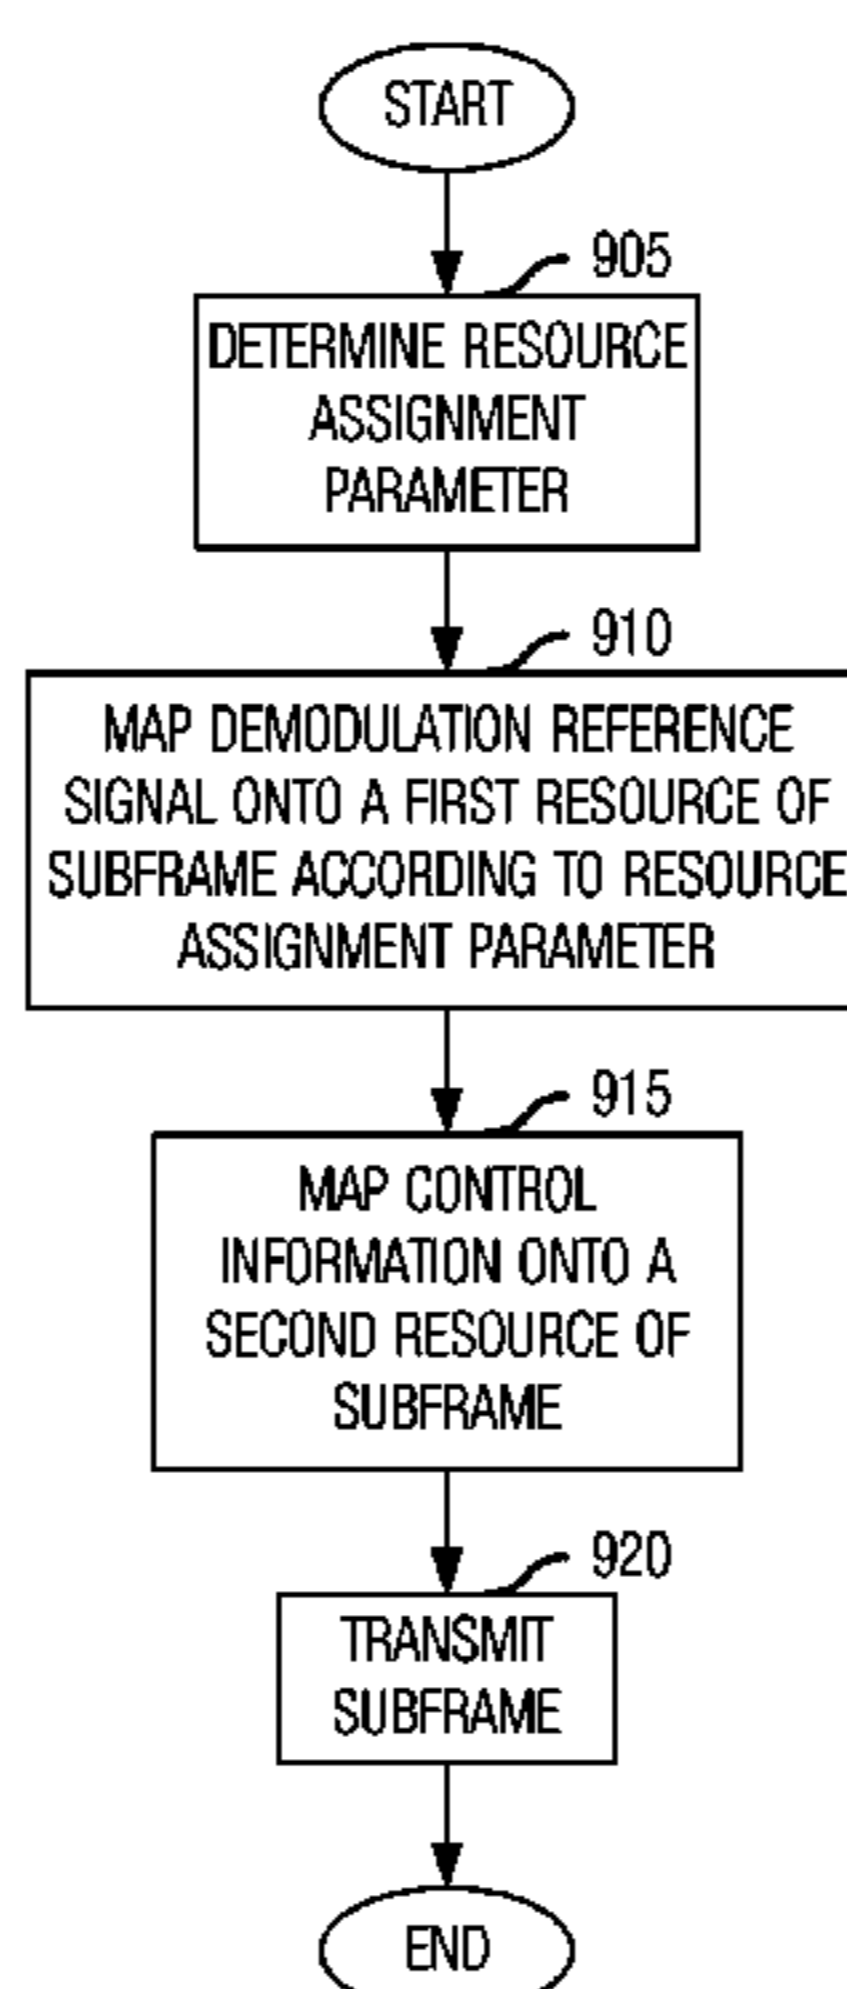 START
905
DETERMINE RESOURCE
ASSIGNMENT
PARAMETER
910
MAP DEMODULATION REFERENCE
SIGNAL ONTO A FIRST RESOURCE OF
SUBFRAME ACCORDING TO RESOURCE
ASSIGNMENT PARAMETER
915
MAP CONTROL
INFORMATION ONTO A
SECOND RESOURCE OF
SUBFRAME
920
TRANSMIT
SUBFRAME
END